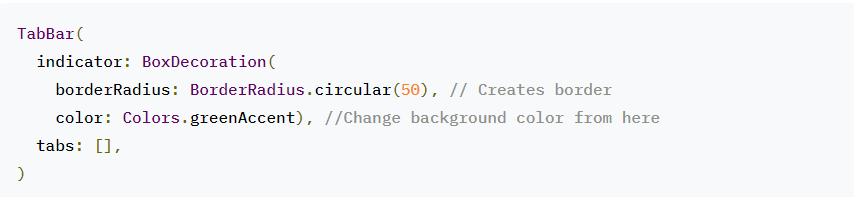 TabBar(
  indicator: BoxDecoration(
    borderRadius: BorderRadius.circular(50), // Creates border
    color: Colors.greenAccent), //Change background color from here
  tabs: [],
)